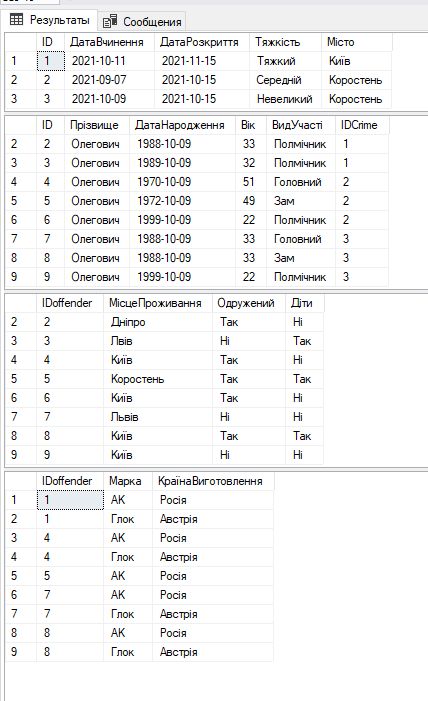 Результаты Сообщения
ID ДатаВчинення ДатаРозкриття Тяжкість Місто
1 1 2021-10-11 2021-11-15 Тяжкий Київ
2 2 2021-09-07 2021-10-15 Середній Коростень
3 3 2021-10-09 2021-10-15 Невеликий Коростень
ID Прізвище ДатаНародження Вік ВидУчасті IDCrime
2 2 Олегович 1988-10-09 33 Полмічник 1
3 3 Олегович 1989-10-09 32 Полмічник 1
4 4 Олегович 1970-10-09 51 Головний 2
5 5 Олегович 1972-10-09 49 Зам 2
6 6 Олегович 1999-10-09 22 Полмічник 2
7 7 Олегович 1988-10-09 33 Головний 3
8 8 Олегович 1988-10-09 33 Зам 3
9 9 Олегович 1999-10-09 22 Полмічник 3
IDoffender МісцеПроживання Одружений Діти
2 2 Дніпро Так Ні
3 3 Лвів Ні Так
4 4 Київ Так Ні
5 5 Коростень Так Так
6 6 Київ Так Ні
7 7 Львів Ні Ні
8 8 Київ Так Так
9 9 Київ Ні Ні
IDoffender Марка КраїнаВиготовлення
1 1 АК Росія
2 1 Глок Австрія
3 4 АК Росія
4 4 Глок Австрія
5 5 АК Росія
6 7 АК Росія
7 7 Глок Австрія
8 8 АК Росія
9 8 Глок Австрія